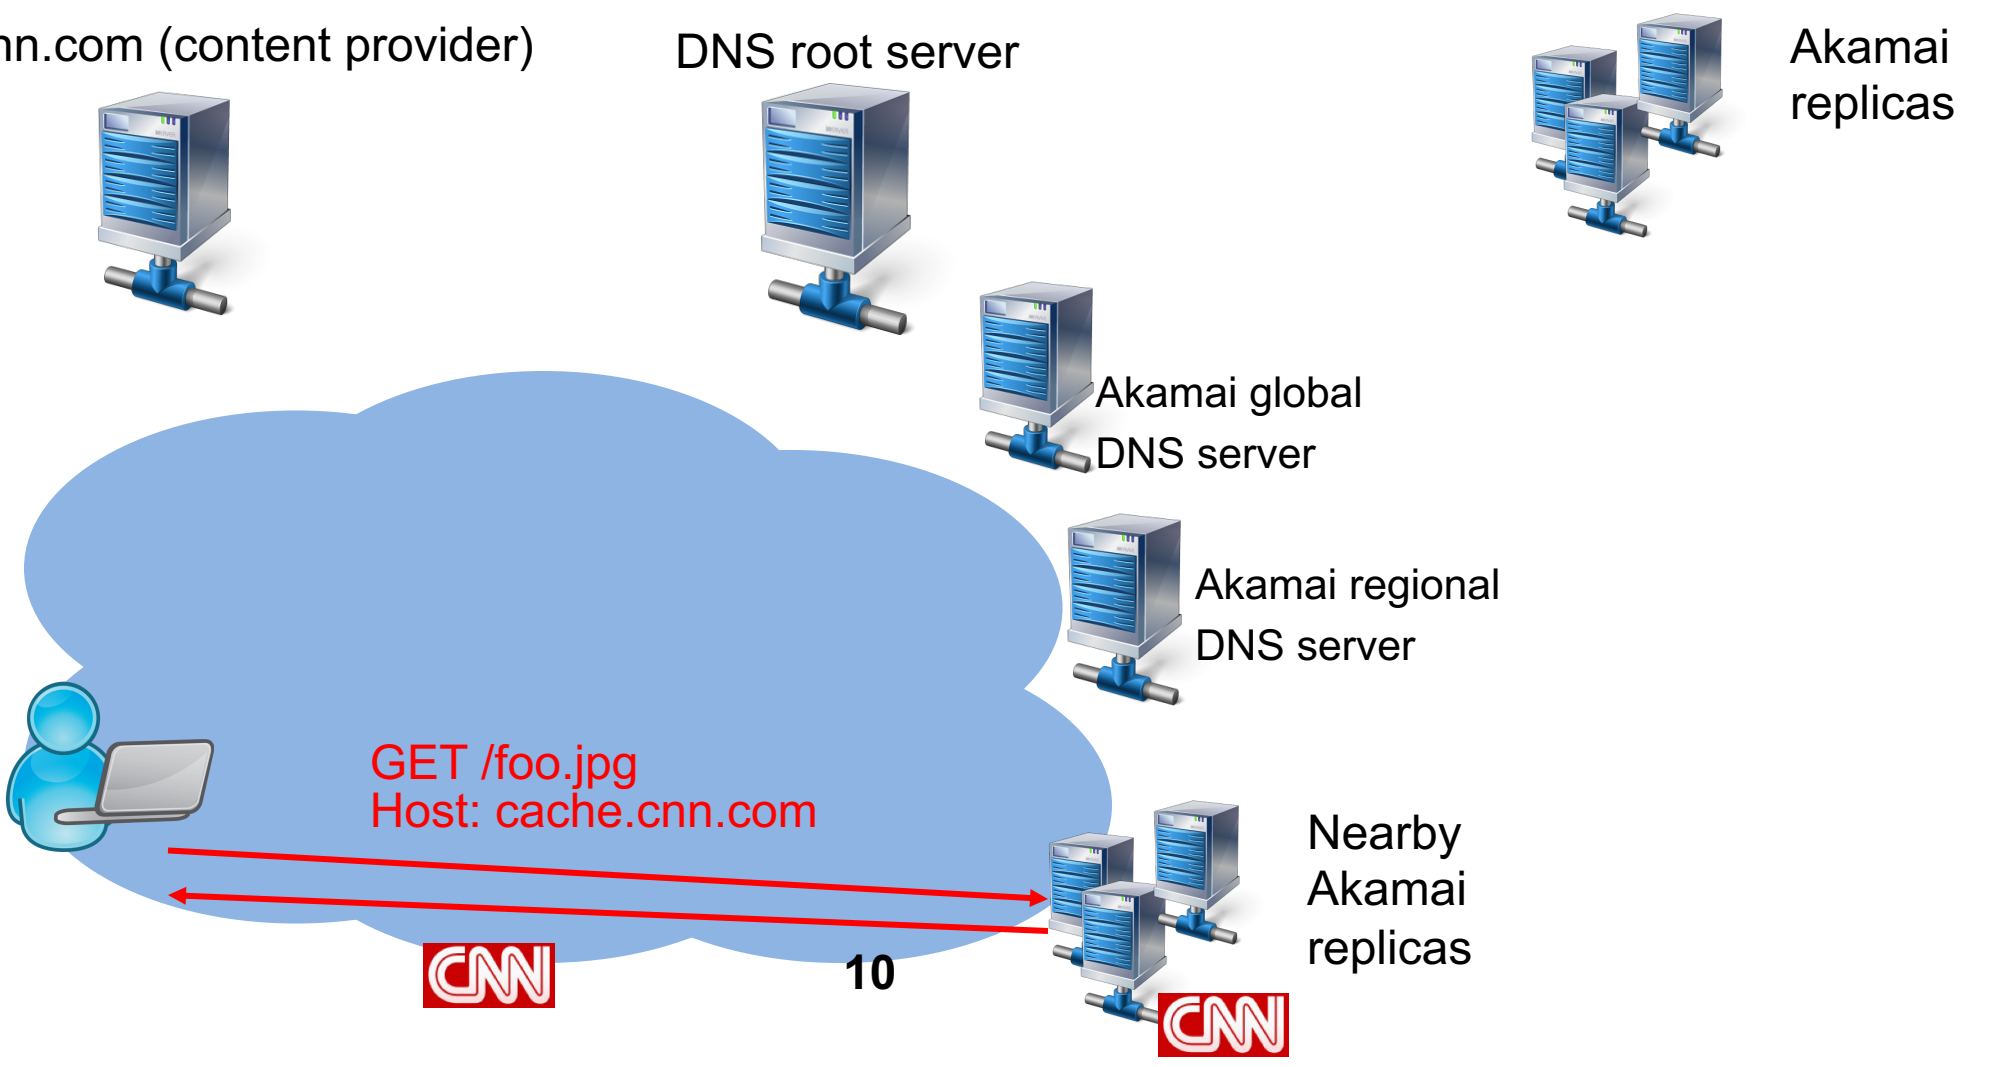 nn.com (content provider)
DNS root server
Akamai
replicas
Akamai global
DNS server
Akamai regional
DNS server
GET /foo.jpg
Host: cache.cnn.com
Nearby
Akamai
replicas
10
CNN
CNN